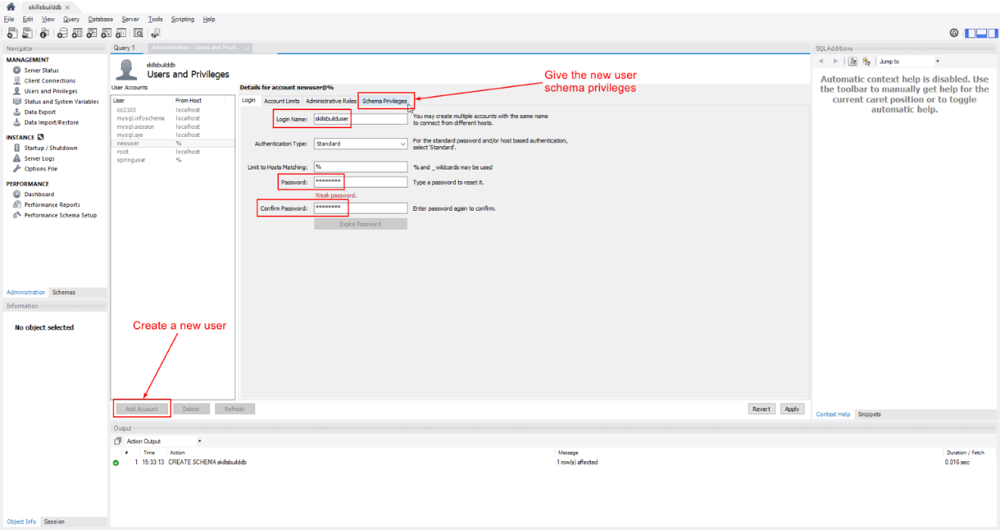 skillsbuilddb ×
File Edit View Query Database Server Tools Scripting Help
Navigator
MANAGEMENT
Server Status
Client Connections
Users and Privileges
Status and System Variables
Data Export
Data Import/Restore
INSTANCE
Startup / Shutdown
Server Logs
Options File
PERFORMANCE
Dashboard
Performance Reports
Performance Schema Setup
Administration Schemas
Information
No object selected
Object Info Session
Query 1 Administration - Users and Privil... ×
skillsbuilddb
Users and Privileges
User Accounts
User From Host
co2103 localhost
mysql.infoschema localhost
mysql.session localhost
mysql.sys localhost
newuser %
root localhost
springuser %
Create a new user
Add Account Delete Refresh
Details for account newuser@%
Give the new user
schema privileges
Login Account Limits Administrative Roles Schema Privileges
Login Name: skillsbuilduser
You may create multiple accounts with the same name
to connect from different hosts.
Authentication Type: Standard
For the standard password and/or host based authentication,
select 'Standard'.
Limit to Hosts Matching: % % and _ wildcards may be used
Password: ******** Type a password to reset it.
Weak password.
Confirm Password: ******** Enter password again to confirm.
Expire Password
Revert Apply
Output
Action Output
# Time Action Message Duration / Fetch
1 15:33:13 CREATE SCHEMA skillsbuilddb 1 row(s) affected 0.016 sec
SQLAdditions
Jump to
Automatic context help is disabled. Use
the toolbar to manually get help for the
current caret position or to toggle
automatic help.
Context Help Snippets